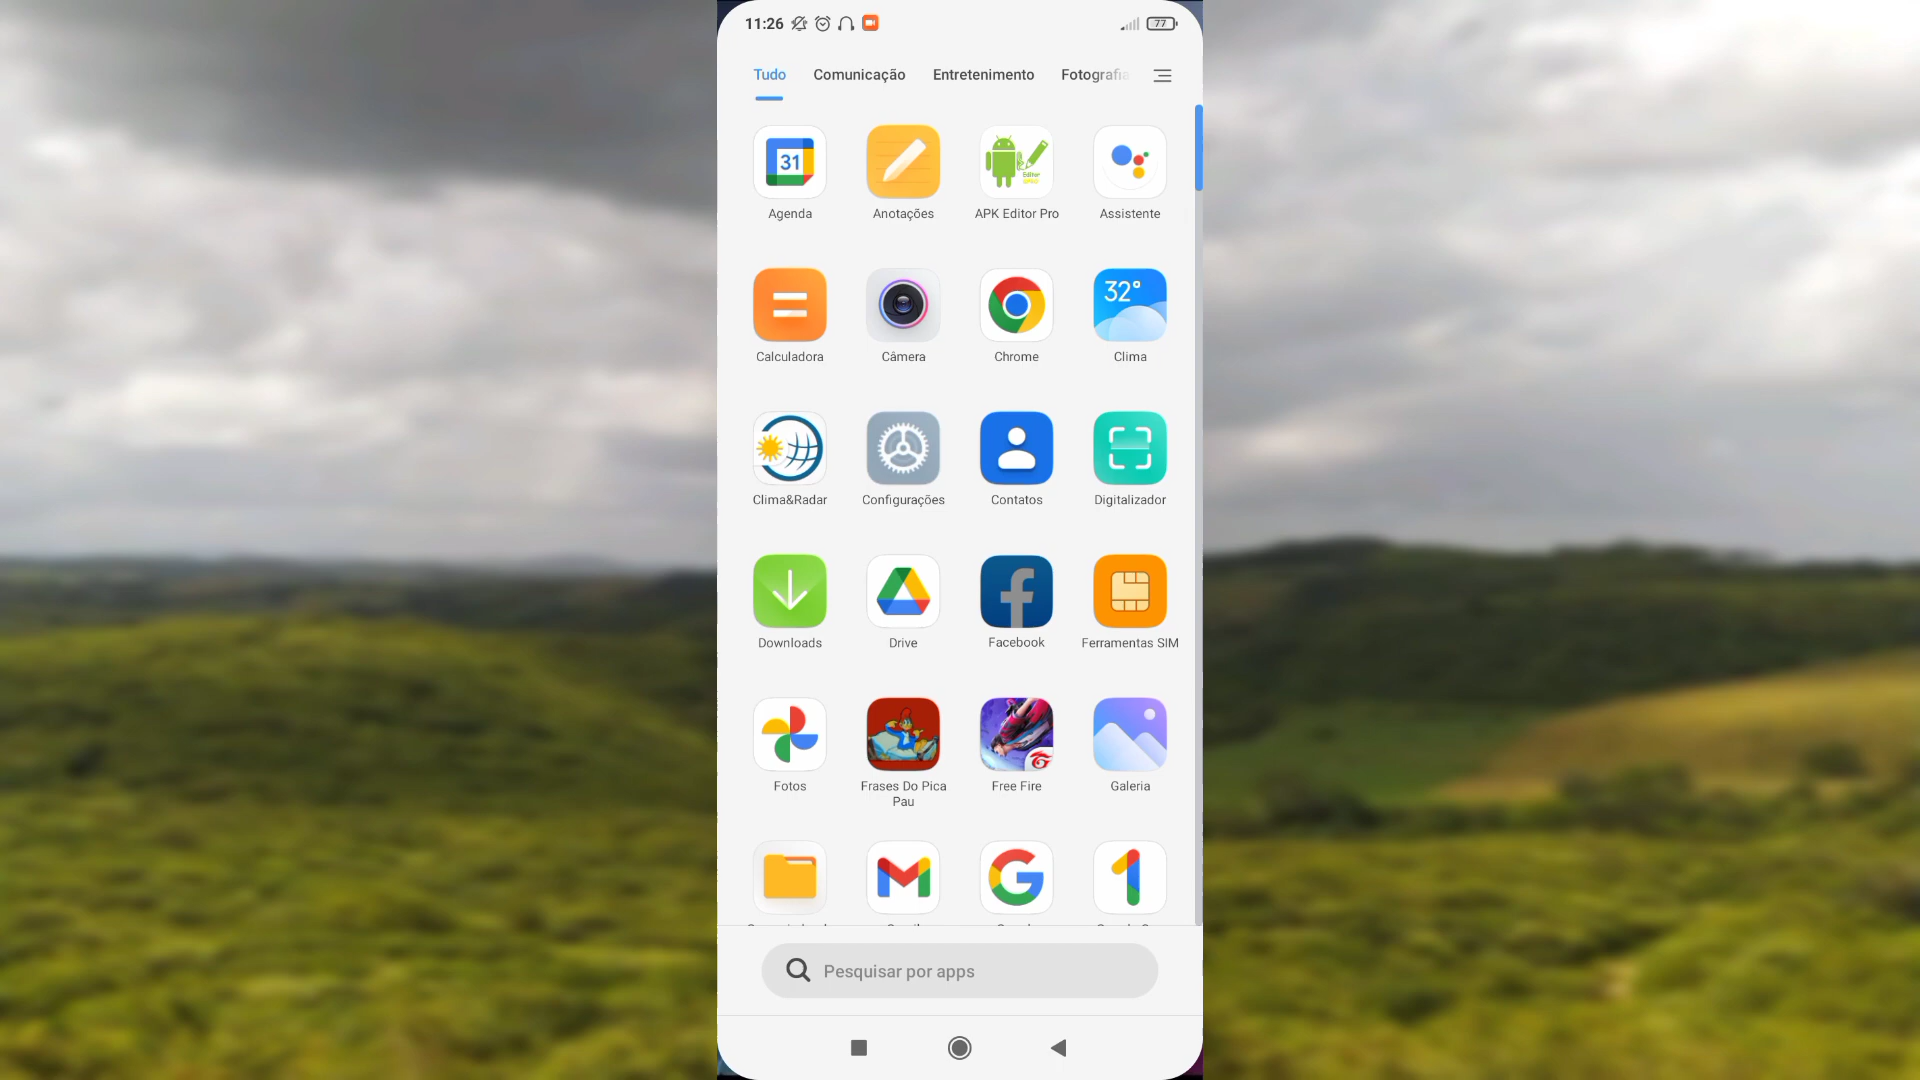 11:26
77
Tudo Comunicação Entretenimento Fotografia
31
Editor
Agenda Anotações APK Editor Pro Assistente
32°
Calculadora Câmera Chrome Clima
Clima&Radar Configurações Contatos Digitalizador
Downloads Drive Facebook Ferramentas SIM
Fotos Frases Do Pica Pau Free Fire Galeria
Pesquisar por apps